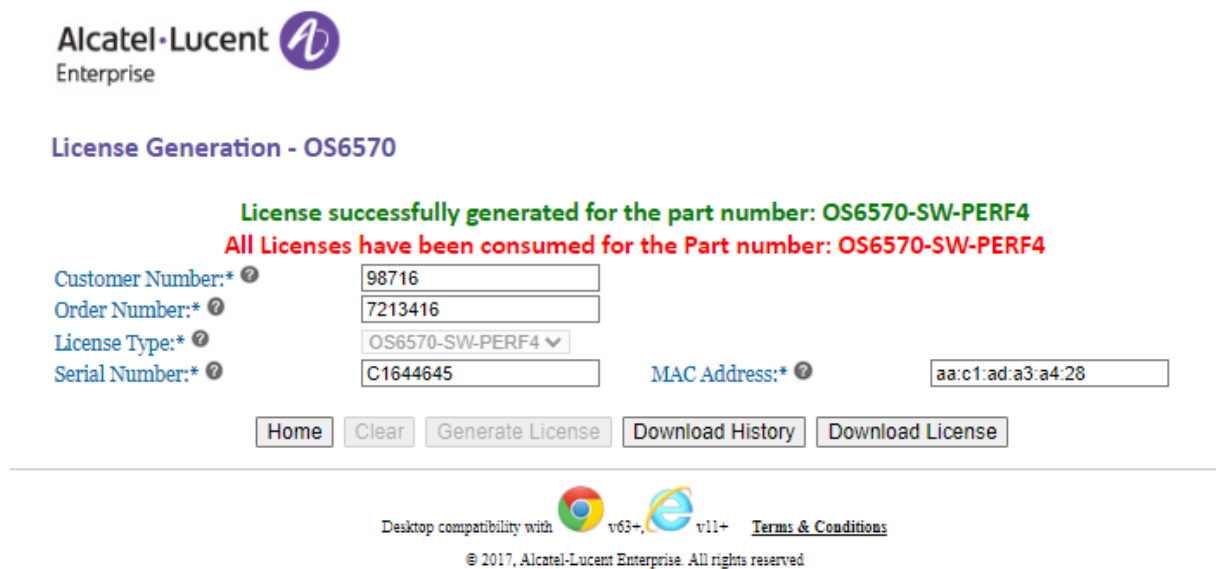 Alcatel·Lucent
Enterprise
License Generation - OS6570
License successfully generated for the part number: OS6570-SW-PERF4
All Licenses have been consumed for the Part number: OS6570-SW-PERF4
Customer Number:* ? 98716
Order Number:* ? 7213416
License Type:* ? OS6570-SW-PERF4
Serial Number:* ? C1644645 MAC Address:* ? aa:c1:ad:a3:a4:28
Home Clear Generate License Download History Download License
Desktop compatibility with v63+, v11+ Terms & Conditions
© 2017, Alcatel-Lucent Enterprise. All rights reserved